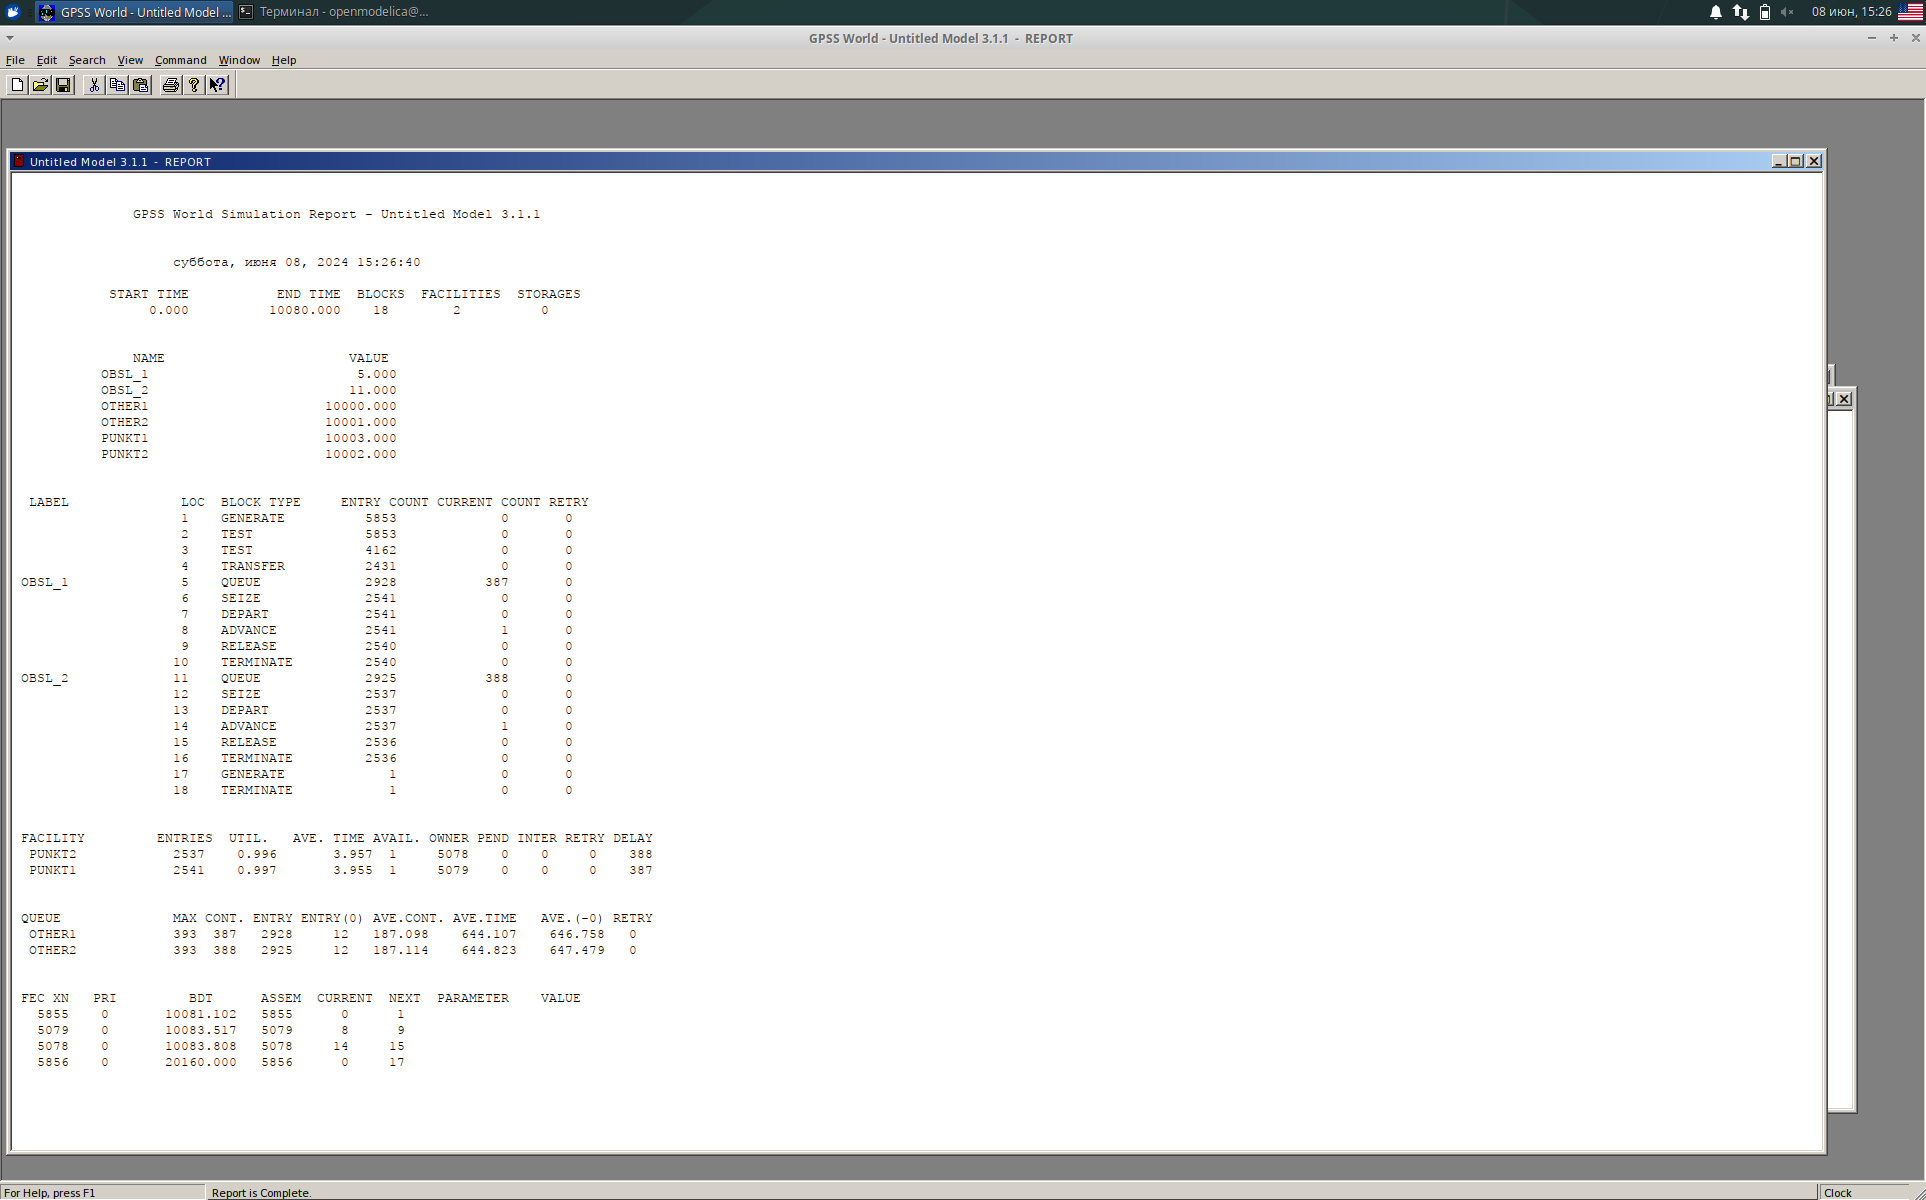 GPSS World - Untitled Model ...
Терминал - openmodelica@...
08 июн, 15:26
GPSS World - Untitled Model 3.1.1 - REPORT
File Edit Search View Command Window Help
Untitled Model 3.1.1 - REPORT
GPSS World Simulation Report - Untitled Model 3.1.1
суббота, июня 08, 2024 15:26:40
START TIME END TIME BLOCKS FACILITIES STORAGES
0.000 10080.000 18 2 0
NAME VALUE
OBSL_1 5.000
OBSL_2 11.000
OTHER1 10000.000
OTHER2 10001.000
PUNKT1 10003.000
PUNKT2 10002.000
LABEL LOC BLOCK TYPE ENTRY COUNT CURRENT COUNT RETRY
1 GENERATE 5853 0 0
2 TEST 5853 0 0
3 TEST 4162 0 0
4 TRANSFER 2431 0 0
OBSL_1 5 QUEUE 2928 387 0
6 SEIZE 2541 0 0
7 DEPART 2541 0 0
8 ADVANCE 2541 1 0
9 RELEASE 2540 0 0
10 TERMINATE 2540 0 0
OBSL_2 11 QUEUE 2925 388 0
12 SEIZE 2537 0 0
13 DEPART 2537 0 0
14 ADVANCE 2537 1 0
15 RELEASE 2536 0 0
16 TERMINATE 2536 0 0
17 GENERATE 1 0 0
18 TERMINATE 1 0 0
FACILITY ENTRIES UTIL. AVE. TIME AVAIL. OWNER PEND INTER RETRY DELAY
PUNKT2 2537 0.996 3.957 1 5078 0 0 0 388
PUNKT1 2541 0.997 3.955 1 5079 0 0 0 387
QUEUE MAX CONT. ENTRY ENTRY(0) AVE.CONT. AVE.TIME AVE.(-0) RETRY
OTHER1 393 387 2928 12 187.098 644.107 646.758 0
OTHER2 393 388 2925 12 187.114 644.823 647.479 0
FEC XN PRI BDT ASSEM CURRENT NEXT PARAMETER VALUE
5855 0 10081.102 5855 0 1
5079 0 10083.517 5079 8 9
5078 0 10083.808 5078 14 15
5856 0 20160.000 5856 0 17
For Help, press F1
Report is Complete.
Clock